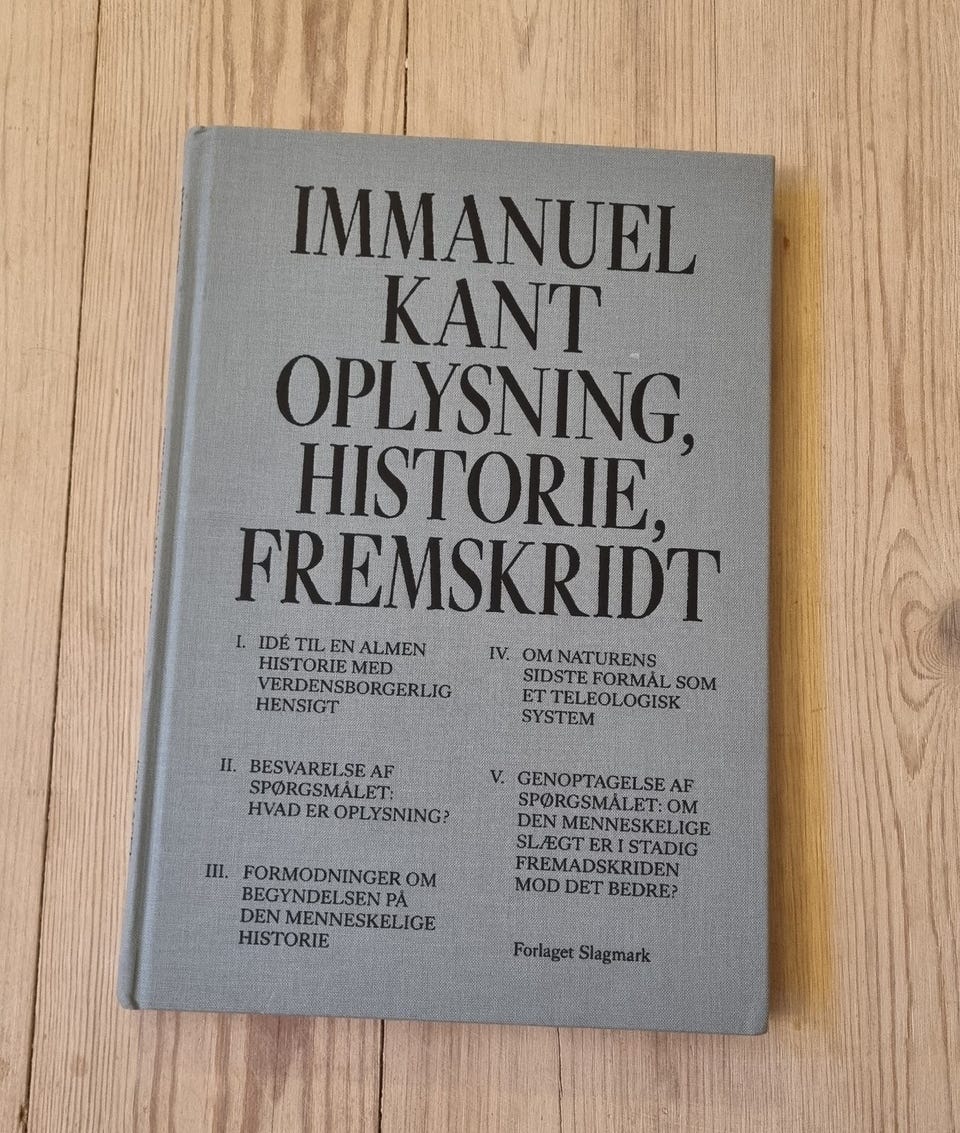 IMMANUEL
KANT
OPLYSNING,
HISTORIE,
FREMSKRIDT
I. IDÉ TIL EN ALMEN
HISTORIE MED
VERDENSBORGERLIG
HENSIGT
II. BESVARELSE AF
SPØRGSMÅLET:
HVAD ER OPLYSNING?
III. FORMODNINGER OM
BEGYNDELSEN PÅ
DEN MENNESKELIGE
HISTORIE
IV. OM NATURENS
SIDSTE FORMÅL SOM
ET TELEOLOGISK
SYSTEM
V. GENOPTAGELSE AF
SPØRGSMÅLET: OM
DEN MENNESKELIGE
SLÆGT ER I STADIG
FREMADSKRIDEN
MOD DET BEDRE?
Forlaget Slagmark